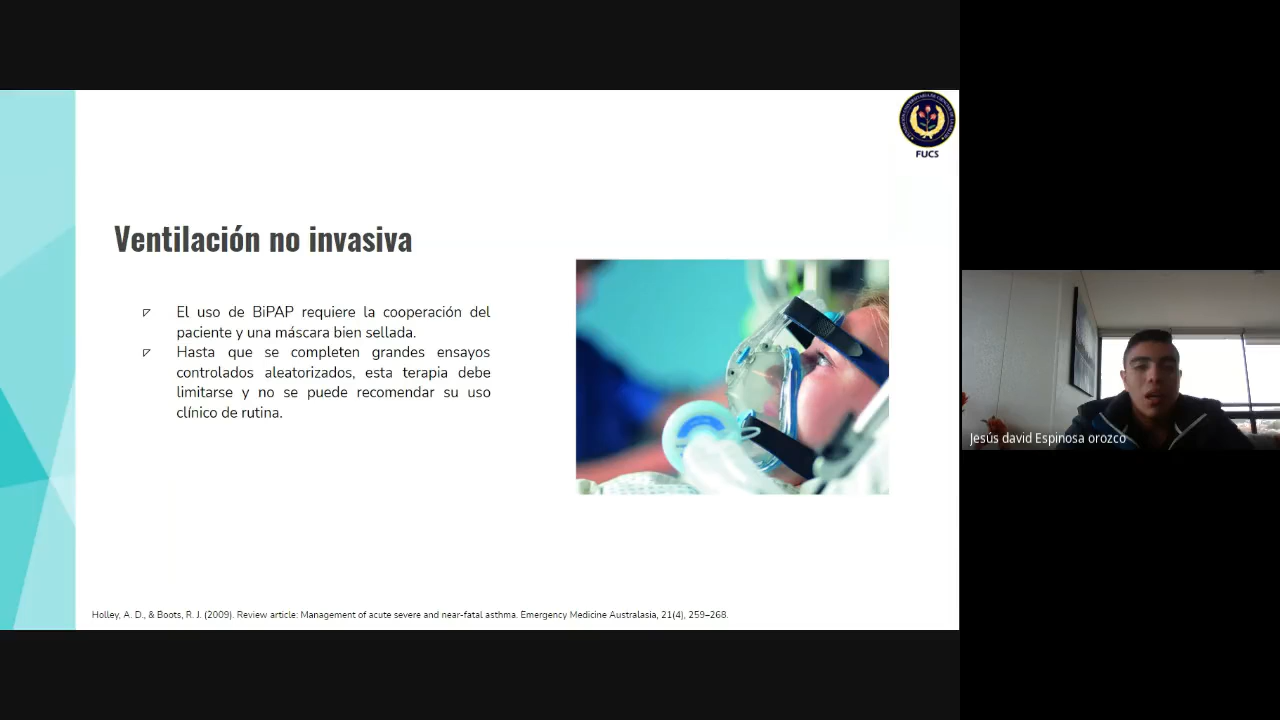 FUCS
Ventilación no invasiva
El uso de BiPAP requiere la cooperación del
paciente y una máscara bien sellada.
Hasta que se completen grandes ensayos
controlados aleatorizados, esta terapia debe
limitarse y no se puede recomendar su uso
clínico de rutina.
Jesús david Espinosa orozco
Holley, A. D., & Boots, R. J. (2009). Review article: Management of acute severe and near-fatal asthma. Emergency Medicine Australasia, 21(4), 259–268.